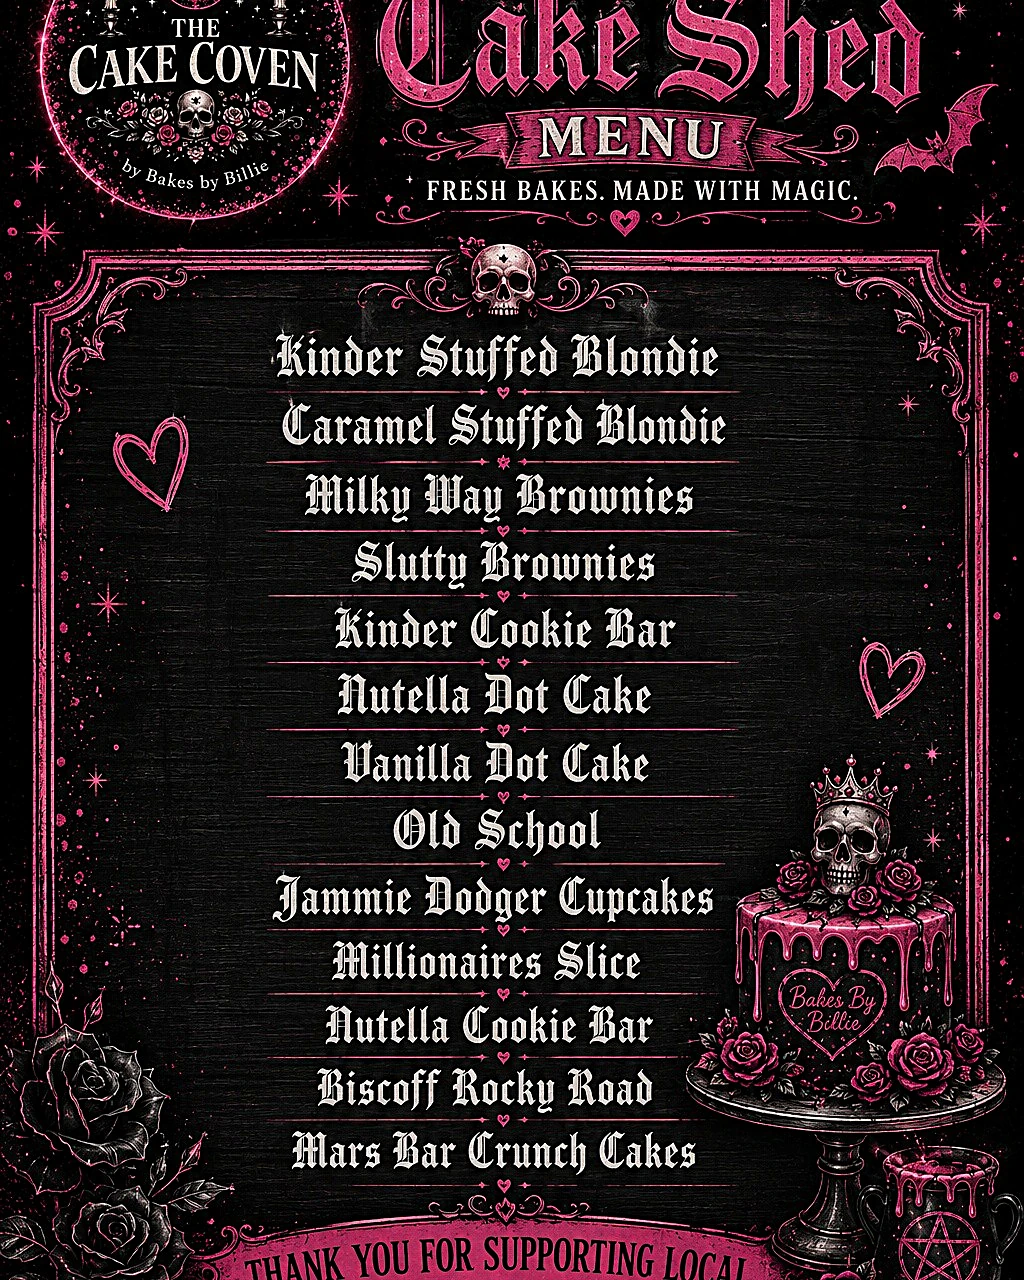 THE
CAKE COVEN
by Bakes by Billie
Cake Shed
MENU
FRESH BAKES. MADE WITH MAGIC.
Kinder Stuffed Blondie
Caramel Stuffed Blondie
Milky Way Brownies
Slutty Brownies
Kinder Cookie Bar
Nutella Dot Cake
Vanilla Dot Cake
Old School
Jammie Dodger Cupcakes
Millionaires Slice
Nutella Cookie Bar
Biscoff Rocky Road
Mars Bar Crunch Cakes
Bakes By
Billie
THANK YOU FOR SUPPORTING LOCAL